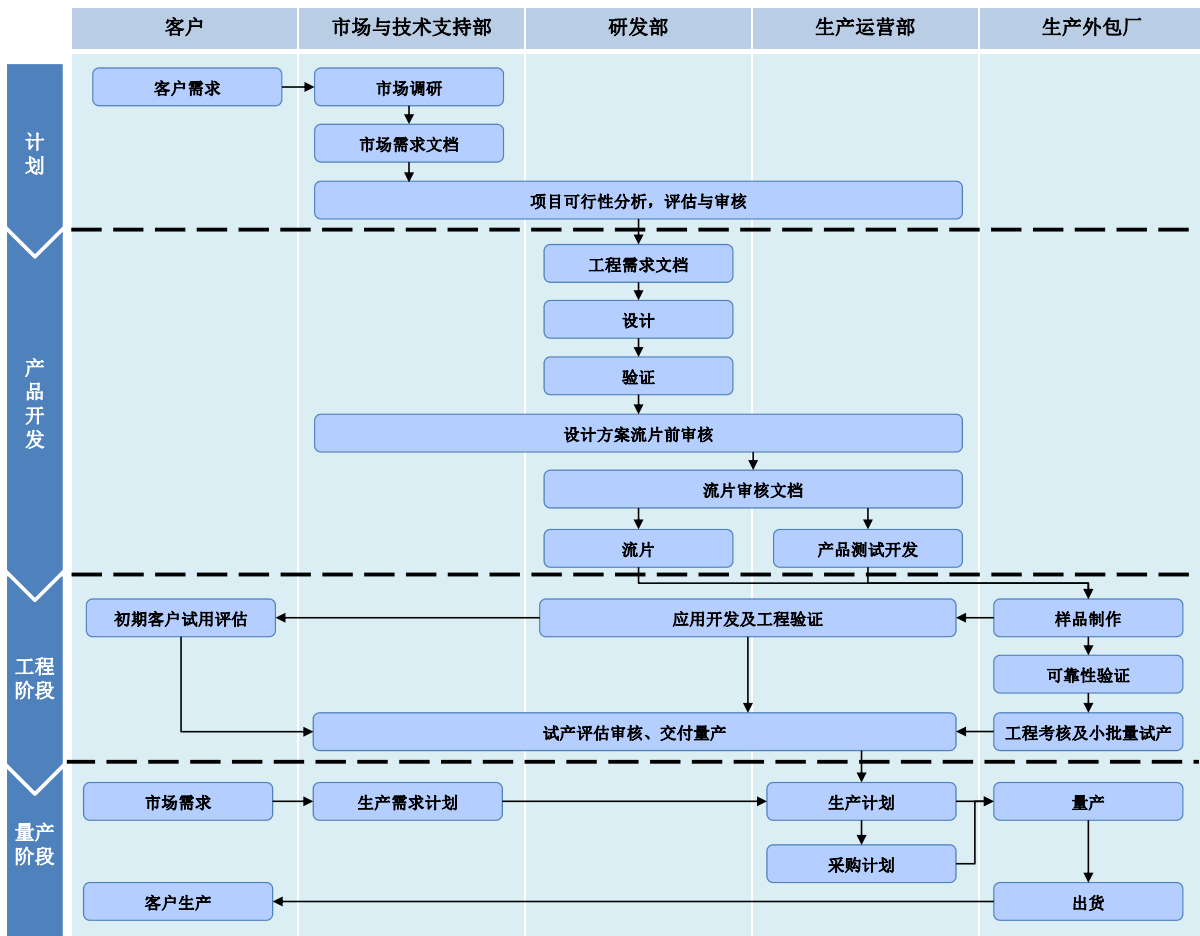 客户
市场与技术支持部
研发部
生产运营部
生产外包厂
计划
客户需求
市场调研
市场需求文档
项目可行性分析，评估与审核
产品开发
工程需求文档
设计
验证
设计方案流片前审核
流片审核文档
流片
产品测试开发
工程
阶段
初期客户试用评估
应用开发及工程验证
样品制作
可靠性验证
试产评估审核、交付量产
工程考核及小批量试产
量产
阶段
市场需求
生产需求计划
生产计划
量产
采购计划
客户生产
出货